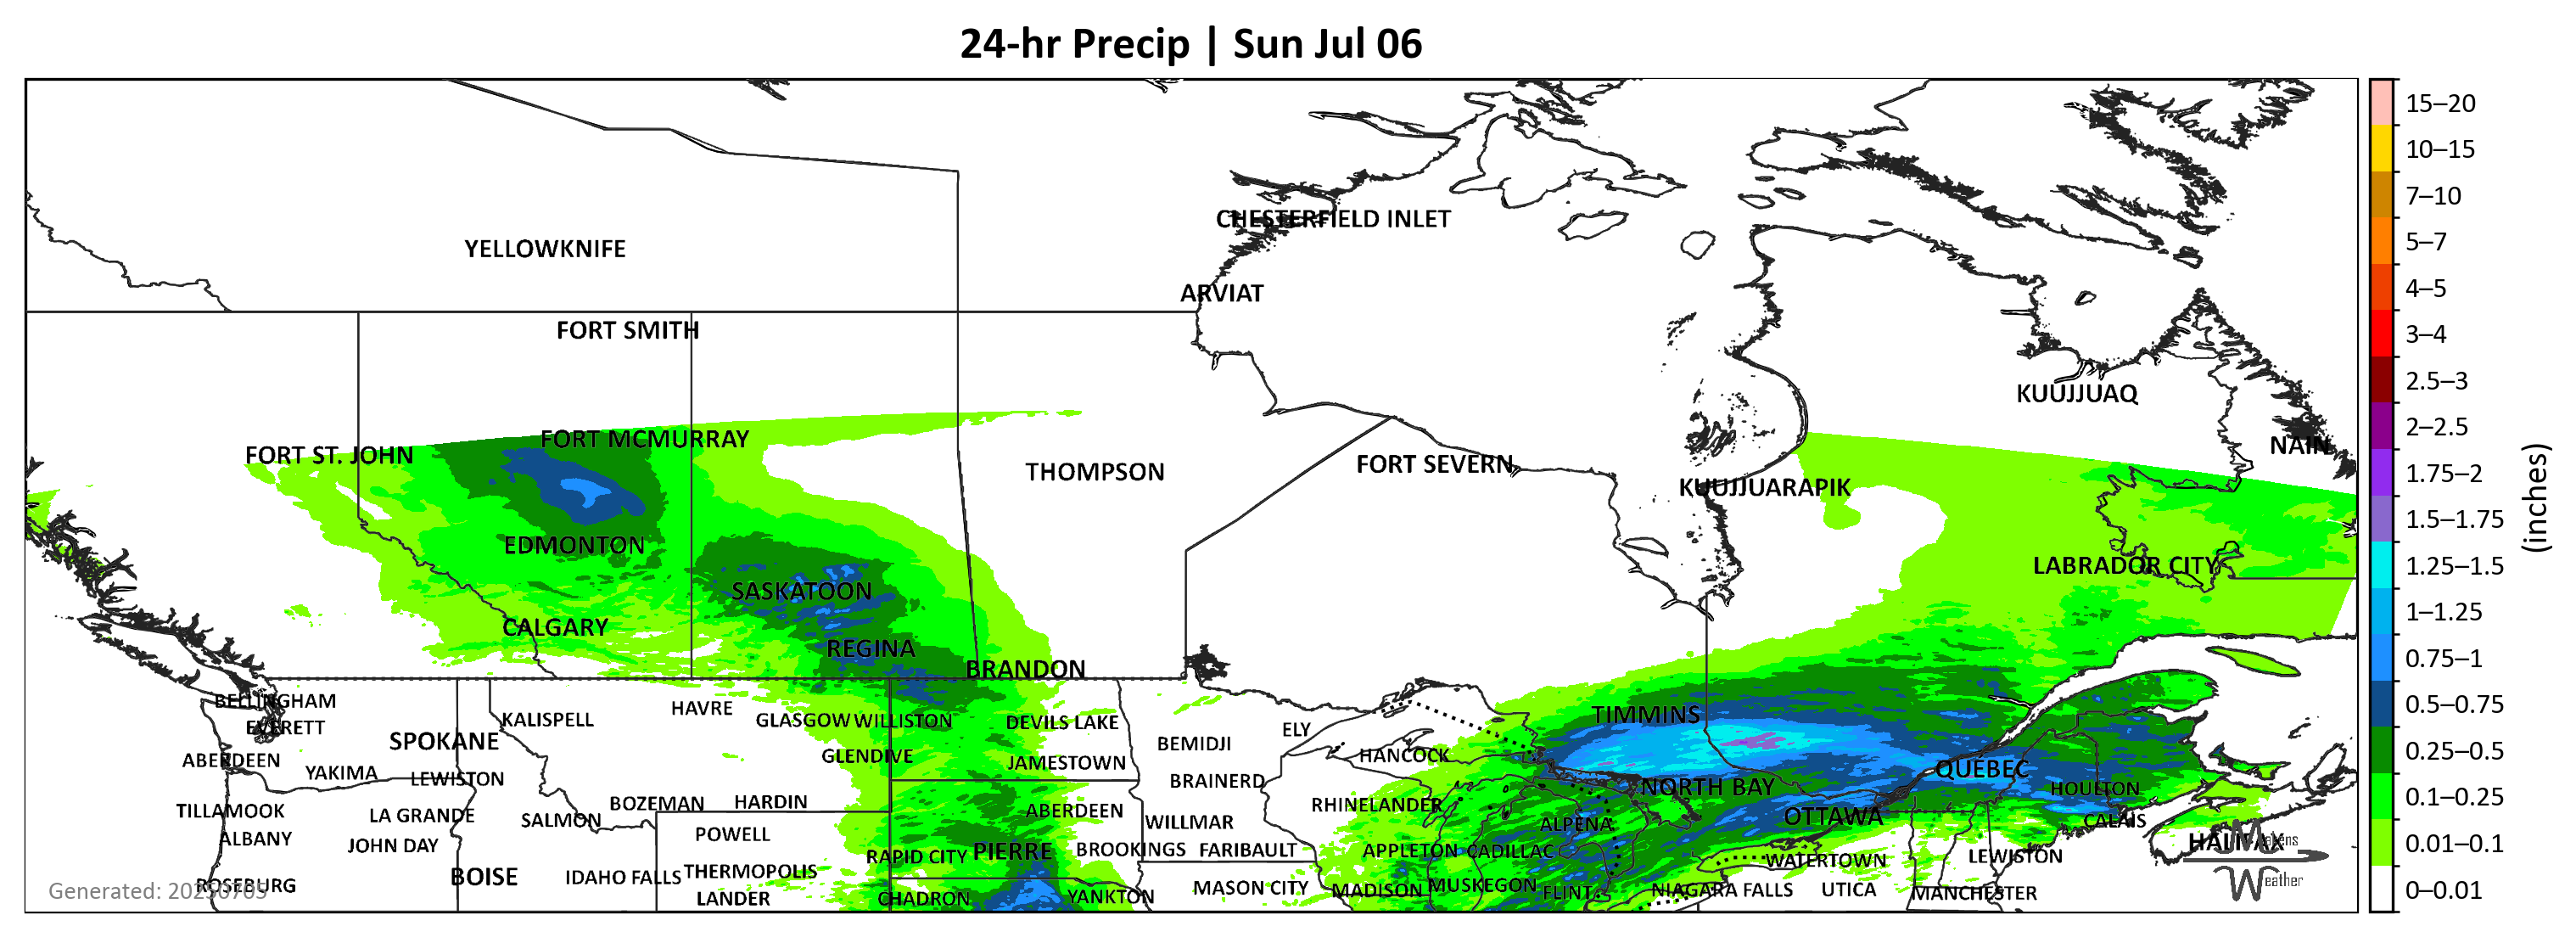 24-hr Precip | Sun Jul 06
CHESTERFIELD INLET
YELLOWKNIFE
ARVIAT
FORT SMITH
KUUJJUAQ
FORT MCMURRAY
NAIN
FORT ST. JOHN
THOMPSON
FORT SEVERN
KUUJJUARAPIK
EDMONTON
LABRADOR CITY
SASKATOON
CALGARY
REGINA
BRANDON
BELLINGHAM
HAVRE
KALISPELL
GLASGOW WILLISTON
DEVILS LAKE
TIMMINS
EVERETT
ELY
SPOKANE
BEMIDJI
ABERDEEN
GLENDIVE
JAMESTOWN
HANCOCK
QUÉBEC
YAKIMA
LEWISTON
BRAINERD
NORTH BAY
HOULTON
BOZEMAN
HARDIN
RHINELANDER
TILLAMOOK
LA GRANDE
SALMON
ABERDEEN
WILLMAR
ALPENA
OTTAWA
CALAIS
ALBANY
JOHN DAY
POWELL
RAPID CITY
PIERRE
BROOKINGS
FARIBAULT
APPLETON
CADILLAC
HALIFAX
WATERTOWN
LEWISTON
BOISE
IDAHO FALLS
THERMOPOLIS
ROSEBURG
MASON CITY
MADISON
MUSKEGON
FLINT
NIAGARA FALLS
UTICA
MANCHESTER
LANDER
CHADRON
YANKTON
Generated: 20250705
Weather
15–20
10–15
7–10
5–7
4–5
3–4
2.5–3
2–2.5
1.75–2
1.5–1.75
1.25–1.5
1–1.25
0.75–1
0.5–0.75
0.25–0.5
0.1–0.25
0.01–0.1
0–0.01
(inches)